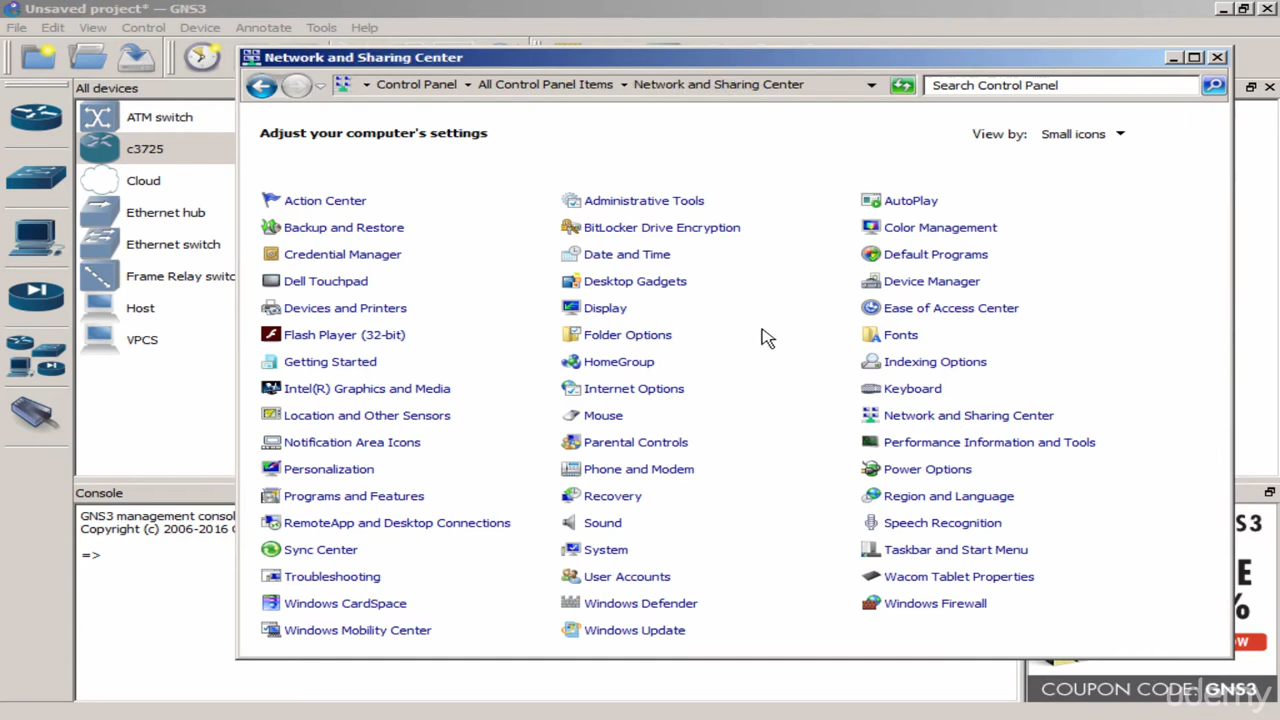 Unsaved project* — GNS3
File Edit View Control Device Annotate Tools Help
All devices
ATM switch
c3725
Cloud
Ethernet hub
Ethernet switch
Frame Relay switc
Host
VPCS
Console
GNS3 management consol
Copyright (c) 2006-2016
=>
Network and Sharing Center
Control Panel All Control Panel Items Network and Sharing Center
Search Control Panel
Adjust your computer's settings
View by: Small icons
Action Center Administrative Tools AutoPlay
Backup and Restore BitLocker Drive Encryption Color Management
Credential Manager Date and Time Default Programs
Dell Touchpad Desktop Gadgets Device Manager
Devices and Printers Display Ease of Access Center
Flash Player (32-bit) Folder Options Fonts
Getting Started HomeGroup Indexing Options
Intel(R) Graphics and Media Internet Options Keyboard
Location and Other Sensors Mouse Network and Sharing Center
Notification Area Icons Parental Controls Performance Information and Tools
Personalization Phone and Modem Power Options
Programs and Features Recovery Region and Language
RemoteApp and Desktop Connections Sound Speech Recognition
Sync Center System Taskbar and Start Menu
Troubleshooting User Accounts Wacom Tablet Properties
Windows CardSpace Windows Defender Windows Firewall
Windows Mobility Center Windows Update
S3
E
%
OW
COUPON CODE: GNS3
udemy